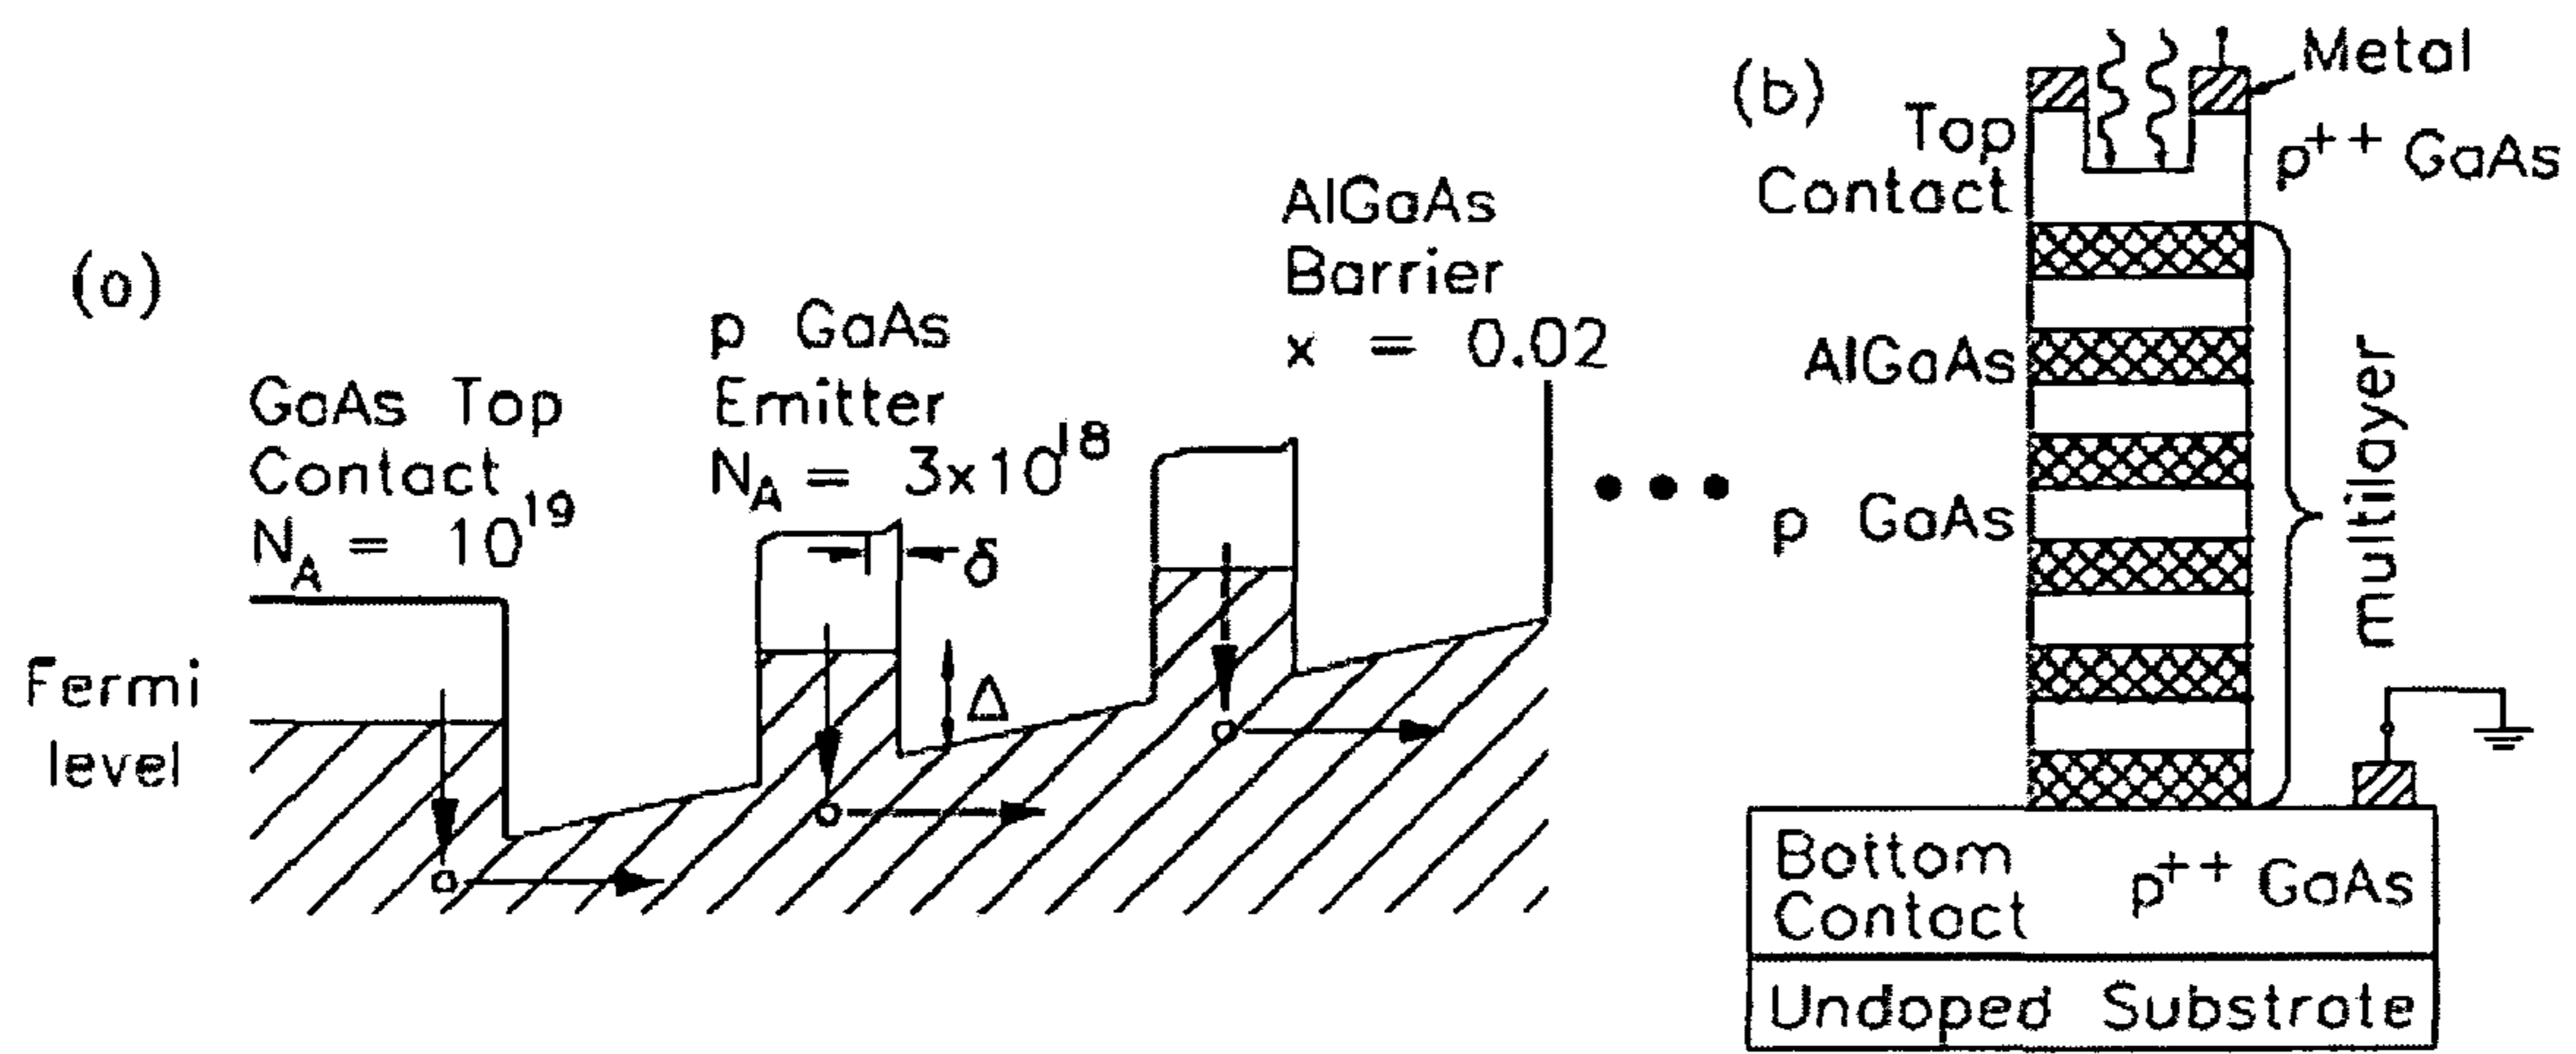 (a)
GaAs Top
Contact
N_A = 10^19
Fermi
level
p GaAs
Emitter
N_A = 3x10^18
δ
Δ
AlGaAs
Barrier
x = 0.02
(b)
Top
Contact
Metal
p^++ GaAs
AlGaAs
p GaAs
multilayer
Bottom
Contact
p^++ GaAs
Undoped Substrate